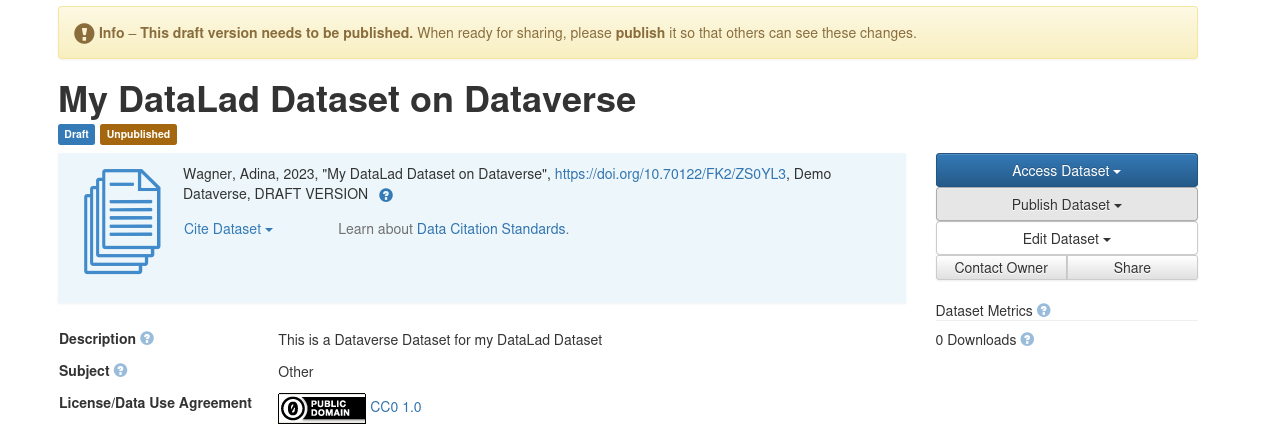 Info – This draft version needs to be published. When ready for sharing, please publish it so that others can see these changes.
My DataLad Dataset on Dataverse
Draft Unpublished
Wagner, Adina, 2023, "My DataLad Dataset on Dataverse", https://doi.org/10.70122/FK2/ZS0YL3, Demo
Dataverse, DRAFT VERSION
Cite Dataset Learn about Data Citation Standards.
Access Dataset
Publish Dataset
Edit Dataset
Contact Owner Share
Dataset Metrics
0 Downloads
Description This is a Dataverse Dataset for my DataLad Dataset
Subject Other
License/Data Use Agreement PUBLIC DOMAIN CC0 1.0